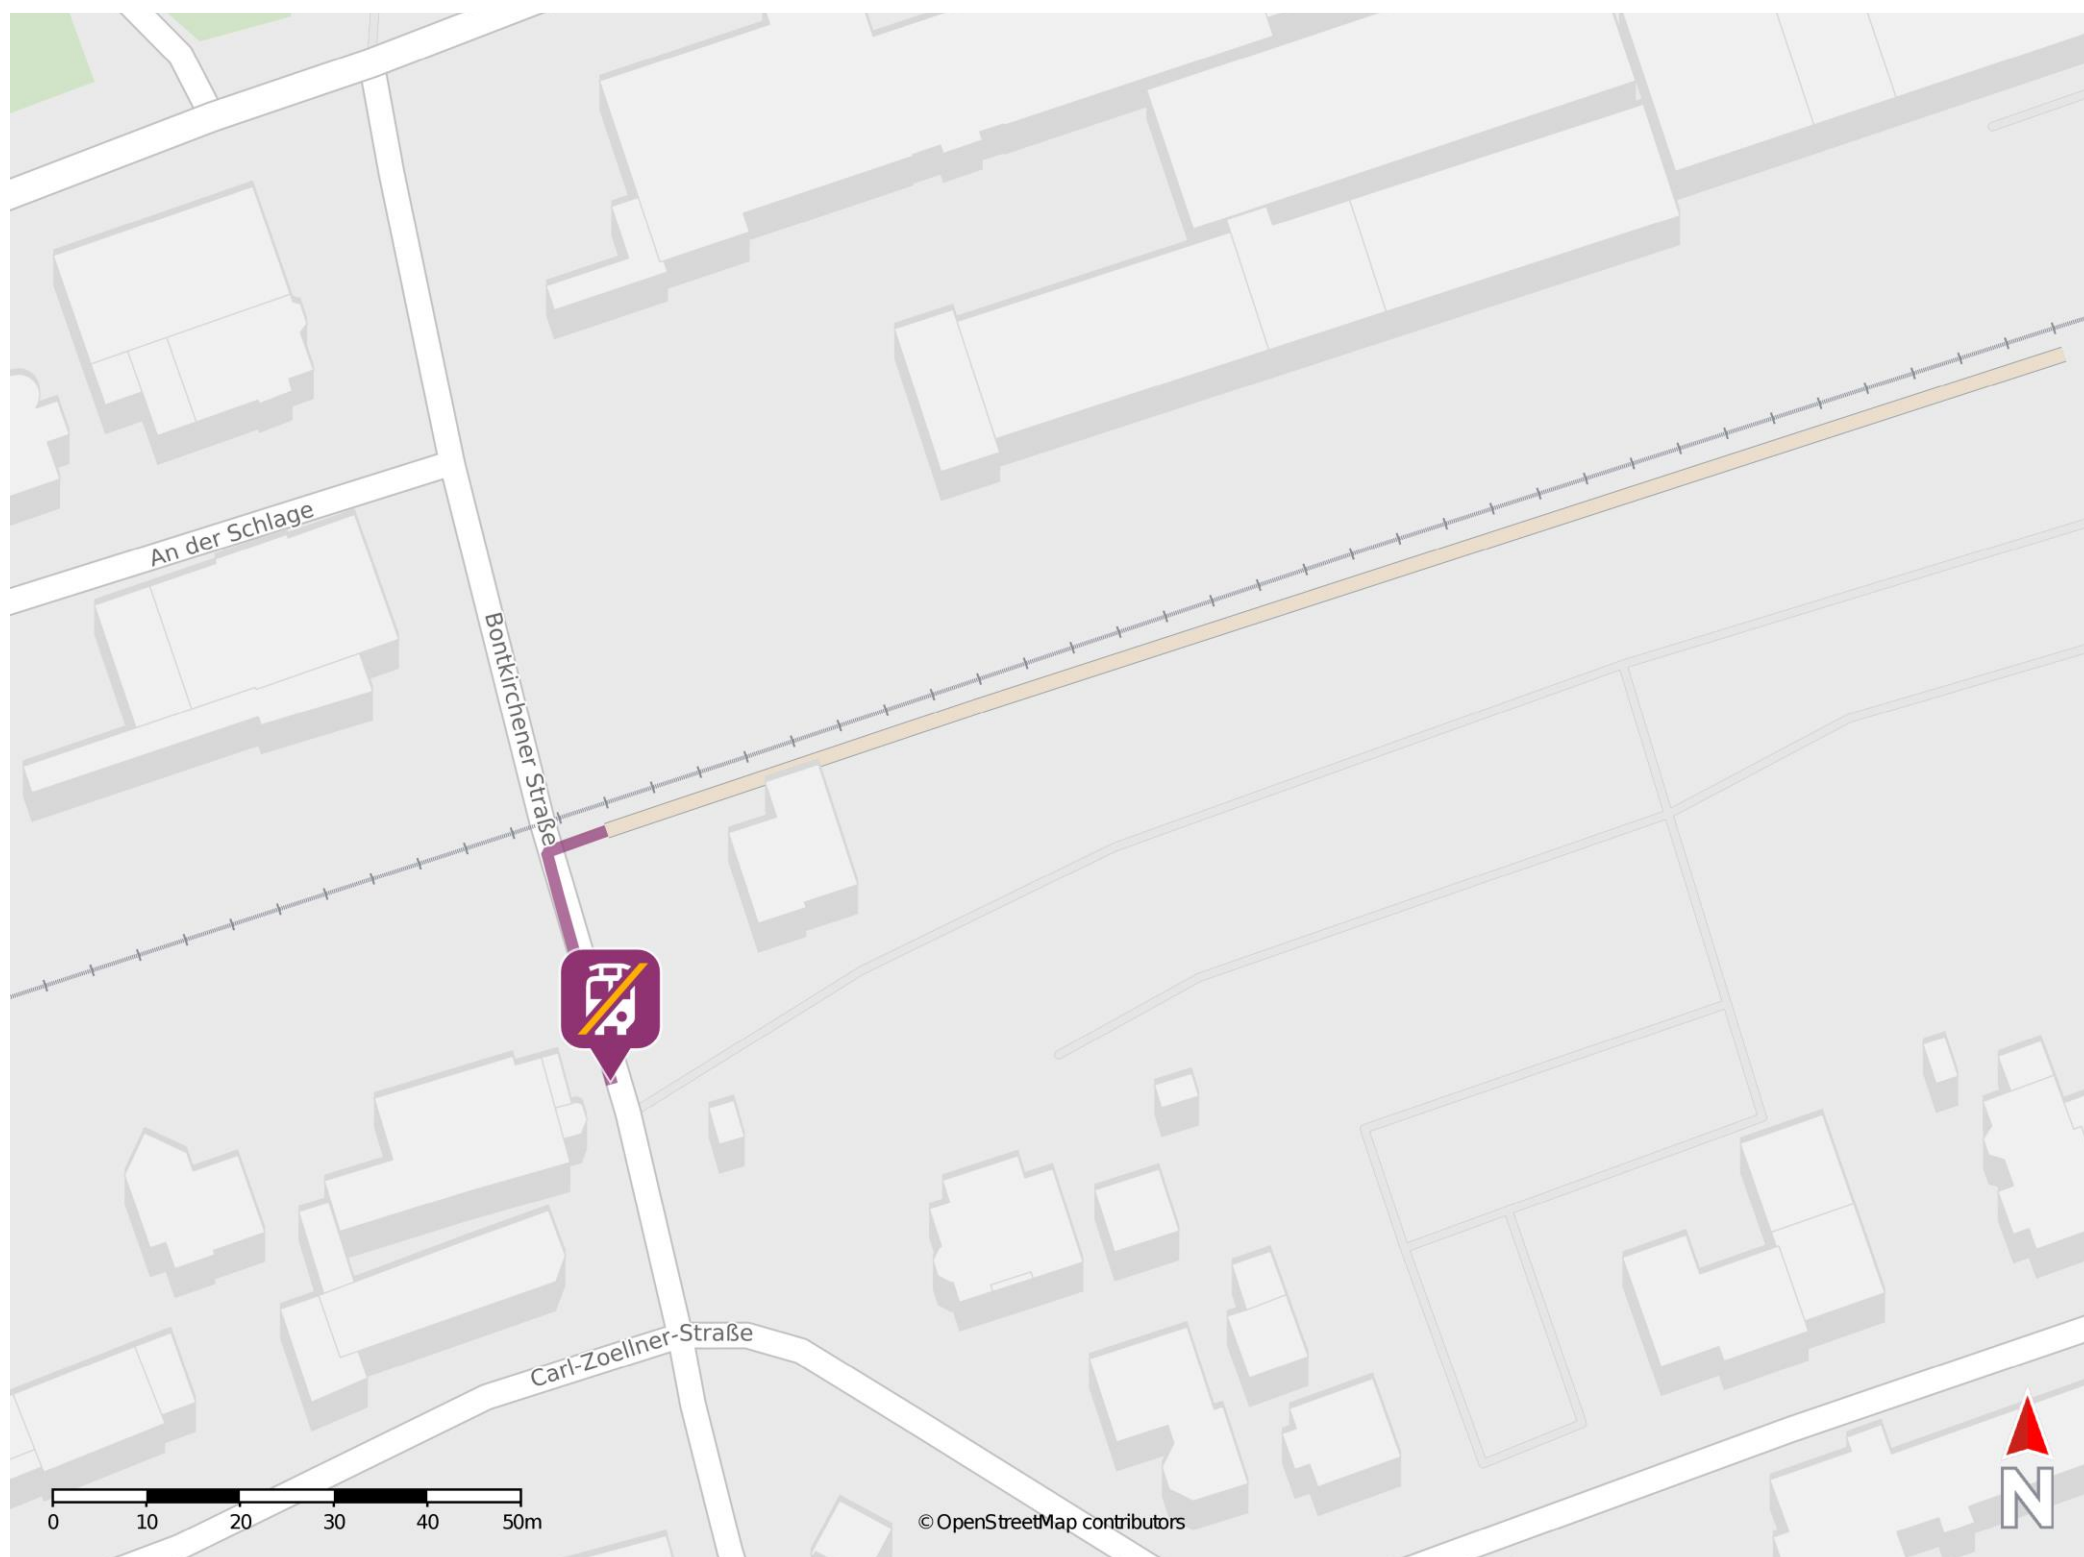 An der Schlage
Bontkirchener Straße
Carl-Zoellner-Straße
0 10 20 30 40 50m
© OpenStreetMap contributors
N